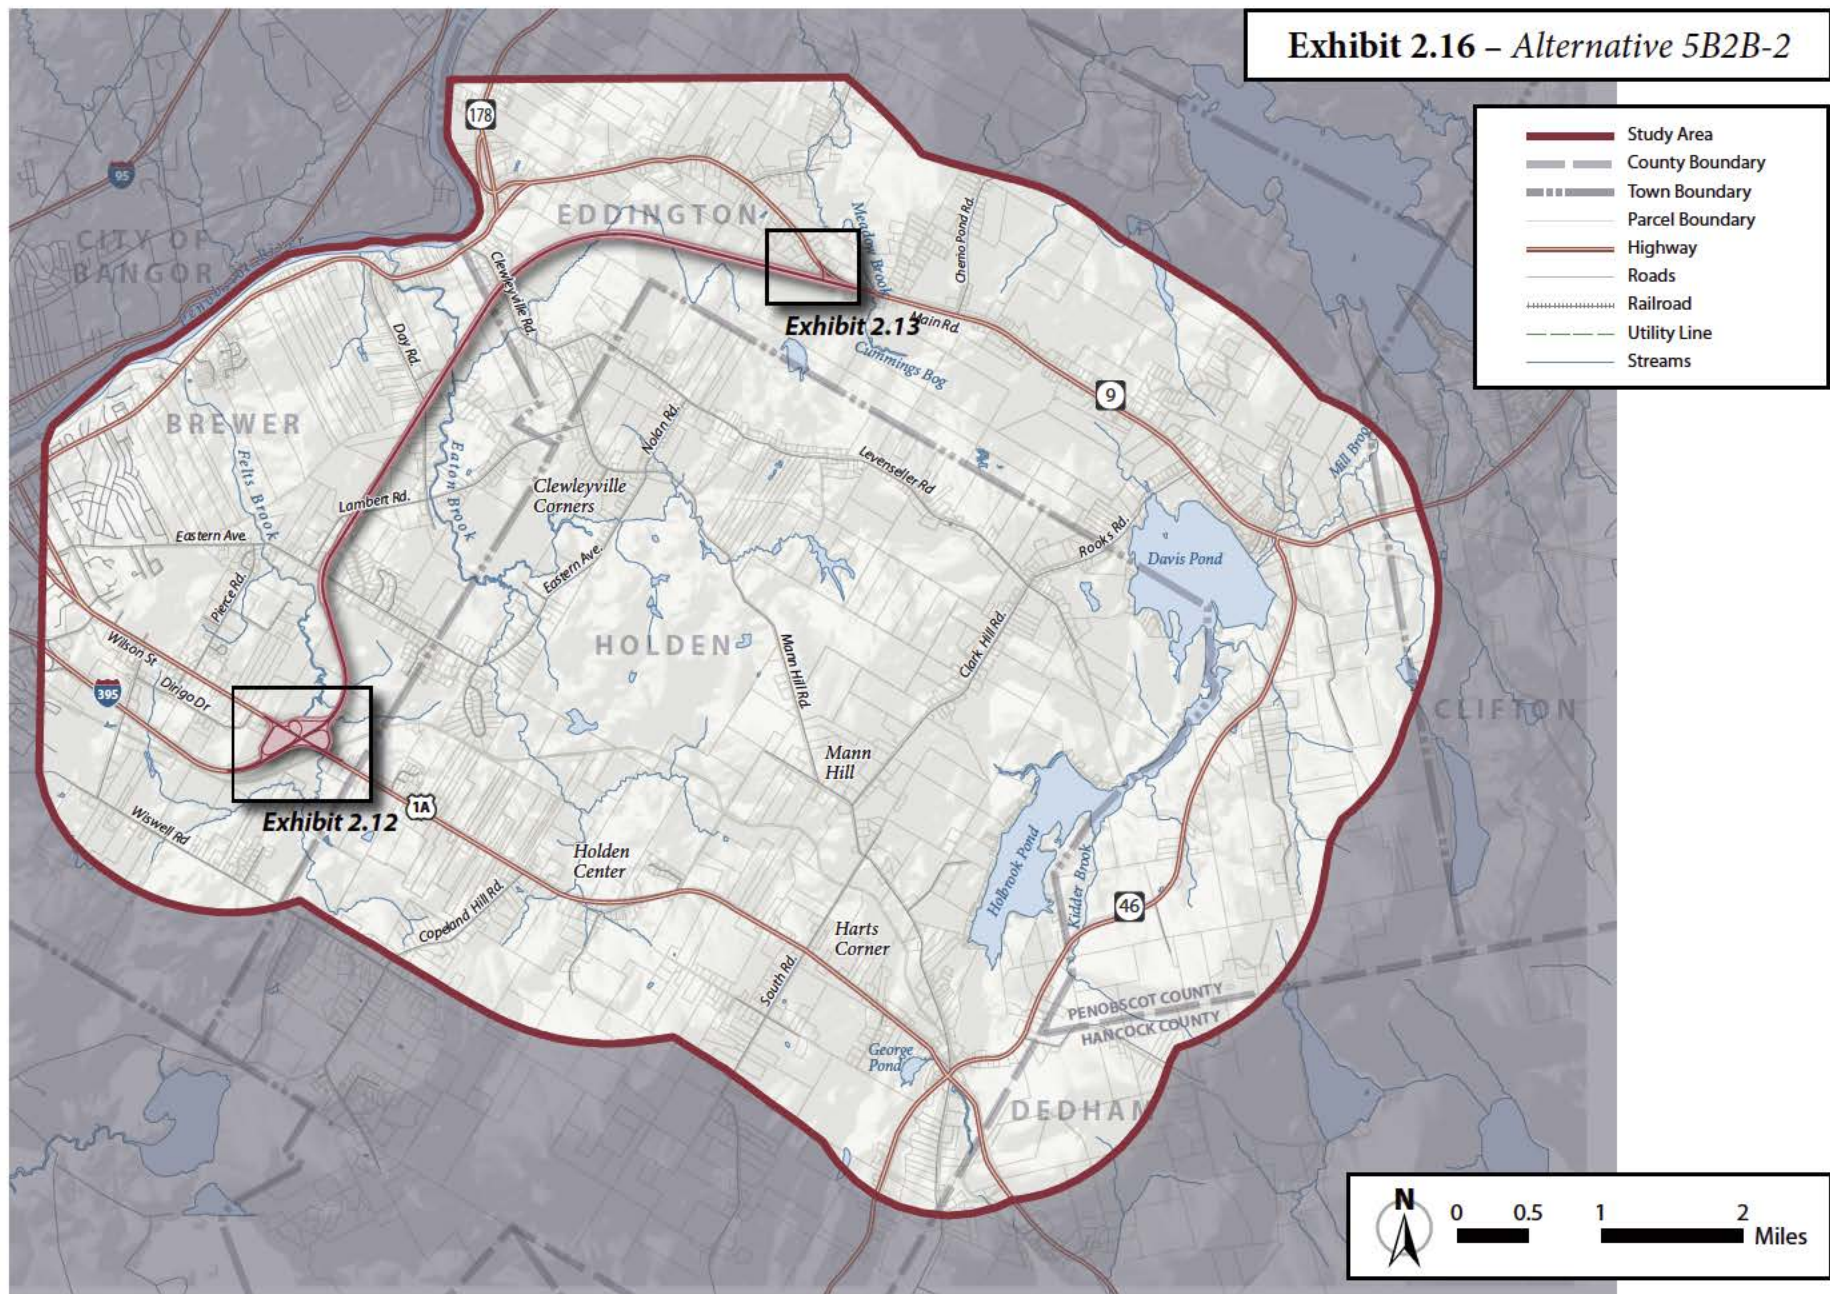 Exhibit 2.16 – Alternative 5B2B-2
Study Area
County Boundary
Town Boundary
Parcel Boundary
Highway
Roads
Railroad
Utility Line
Streams
178
95
CITY OF
BANGOR
Penobscot River
EDDINGTON
Meadow Brook
Chemo Pond Rd.
Clewleyville Rd.
Exhibit 2.13
Main Rd.
Cummings Bog
Day Rd.
9
BREWER
Nolan Rd.
Felts Brook
Eaton Brook
Levenseller Rd
Mill Brook
Clewleyville
Corners
Lambert Rd.
Eastern Ave.
Rooks Rd.
Davis Pond
Eastern Ave.
Pierce Rd.
HOLDEN
Clark Hill Rd.
Mann Hill Rd.
Wilson St
Dirigo Dr
395
CLIFTON
Mann
Hill
1A
Exhibit 2.12
Wiswell Rd
Holden
Center
Holbrook Pond
Kidder Brook
46
Copeland Hill Rd.
Harts
Corner
South Rd.
PENOBSCOT COUNTY
HANCOCK COUNTY
George
Pond
DEDHAM
N
0 0.5 1 2
Miles